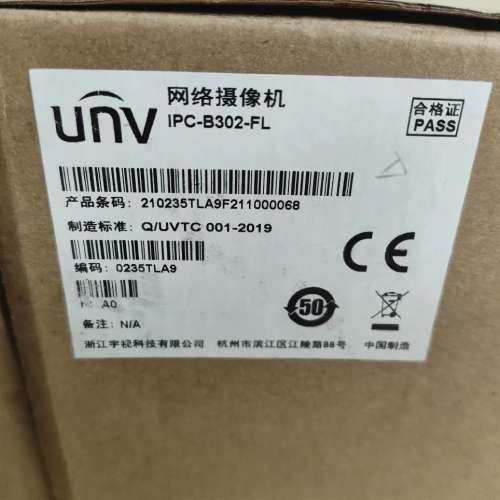 unv
网络摄像机
IPC-B302-FL
合格证
PASS
产品条码: 210235TLA9F211000068
制造标准: Q/UVTC 001-2019
编码: 0235TLA9
A0
备注: N/A
CE
50
浙江宇视科技有限公司 杭州市滨江区江陵路88号 中国制造